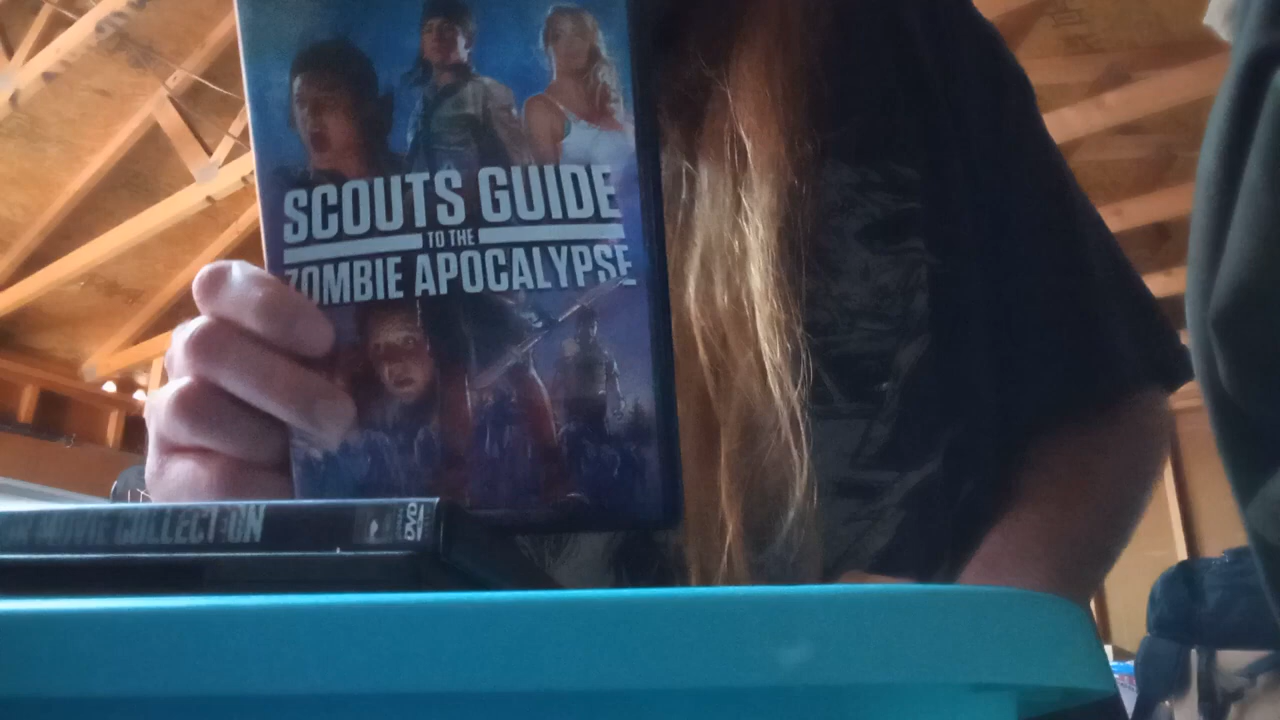 SCOUTS GUIDE
TO THE
ZOMBIE APOCALYPSE
MOVIE COLLECTION
DVD